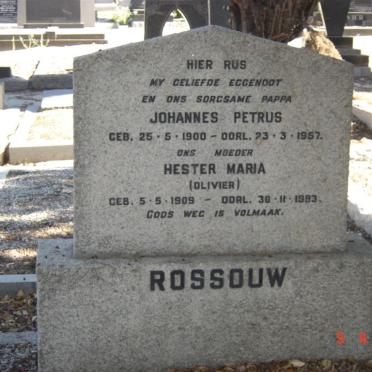 HIER RUS
MY GELIEFDE EGGENOOT
EN ONS SORGSAME PAPPA
JOHANNES PETRUS
GEB. 25-5-1900 - OORL. 23-3-1957.
ONS MOEDER
HESTER MARIA
(OLIVIER)
GEB. 5-5-1909 - OORL. 30-11-1993.
GODS WEG IS VOLMAAK.
ROSSOUW